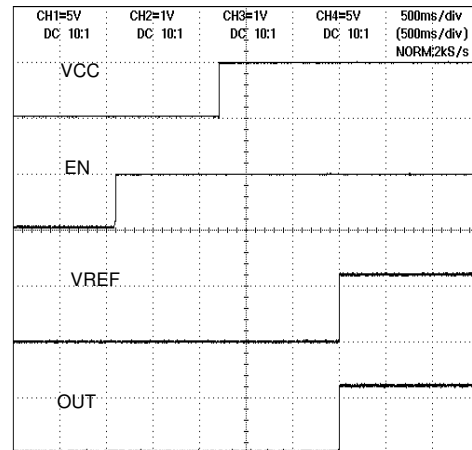 CH1=5V CH2=1V CH3=1V CH4=5V 500ms/div
DC 10:1 DC 10:1 DC 10:1 DC 10:1 (500ms/div)
NORM:2kS/s
VCC
EN
VREF
OUT